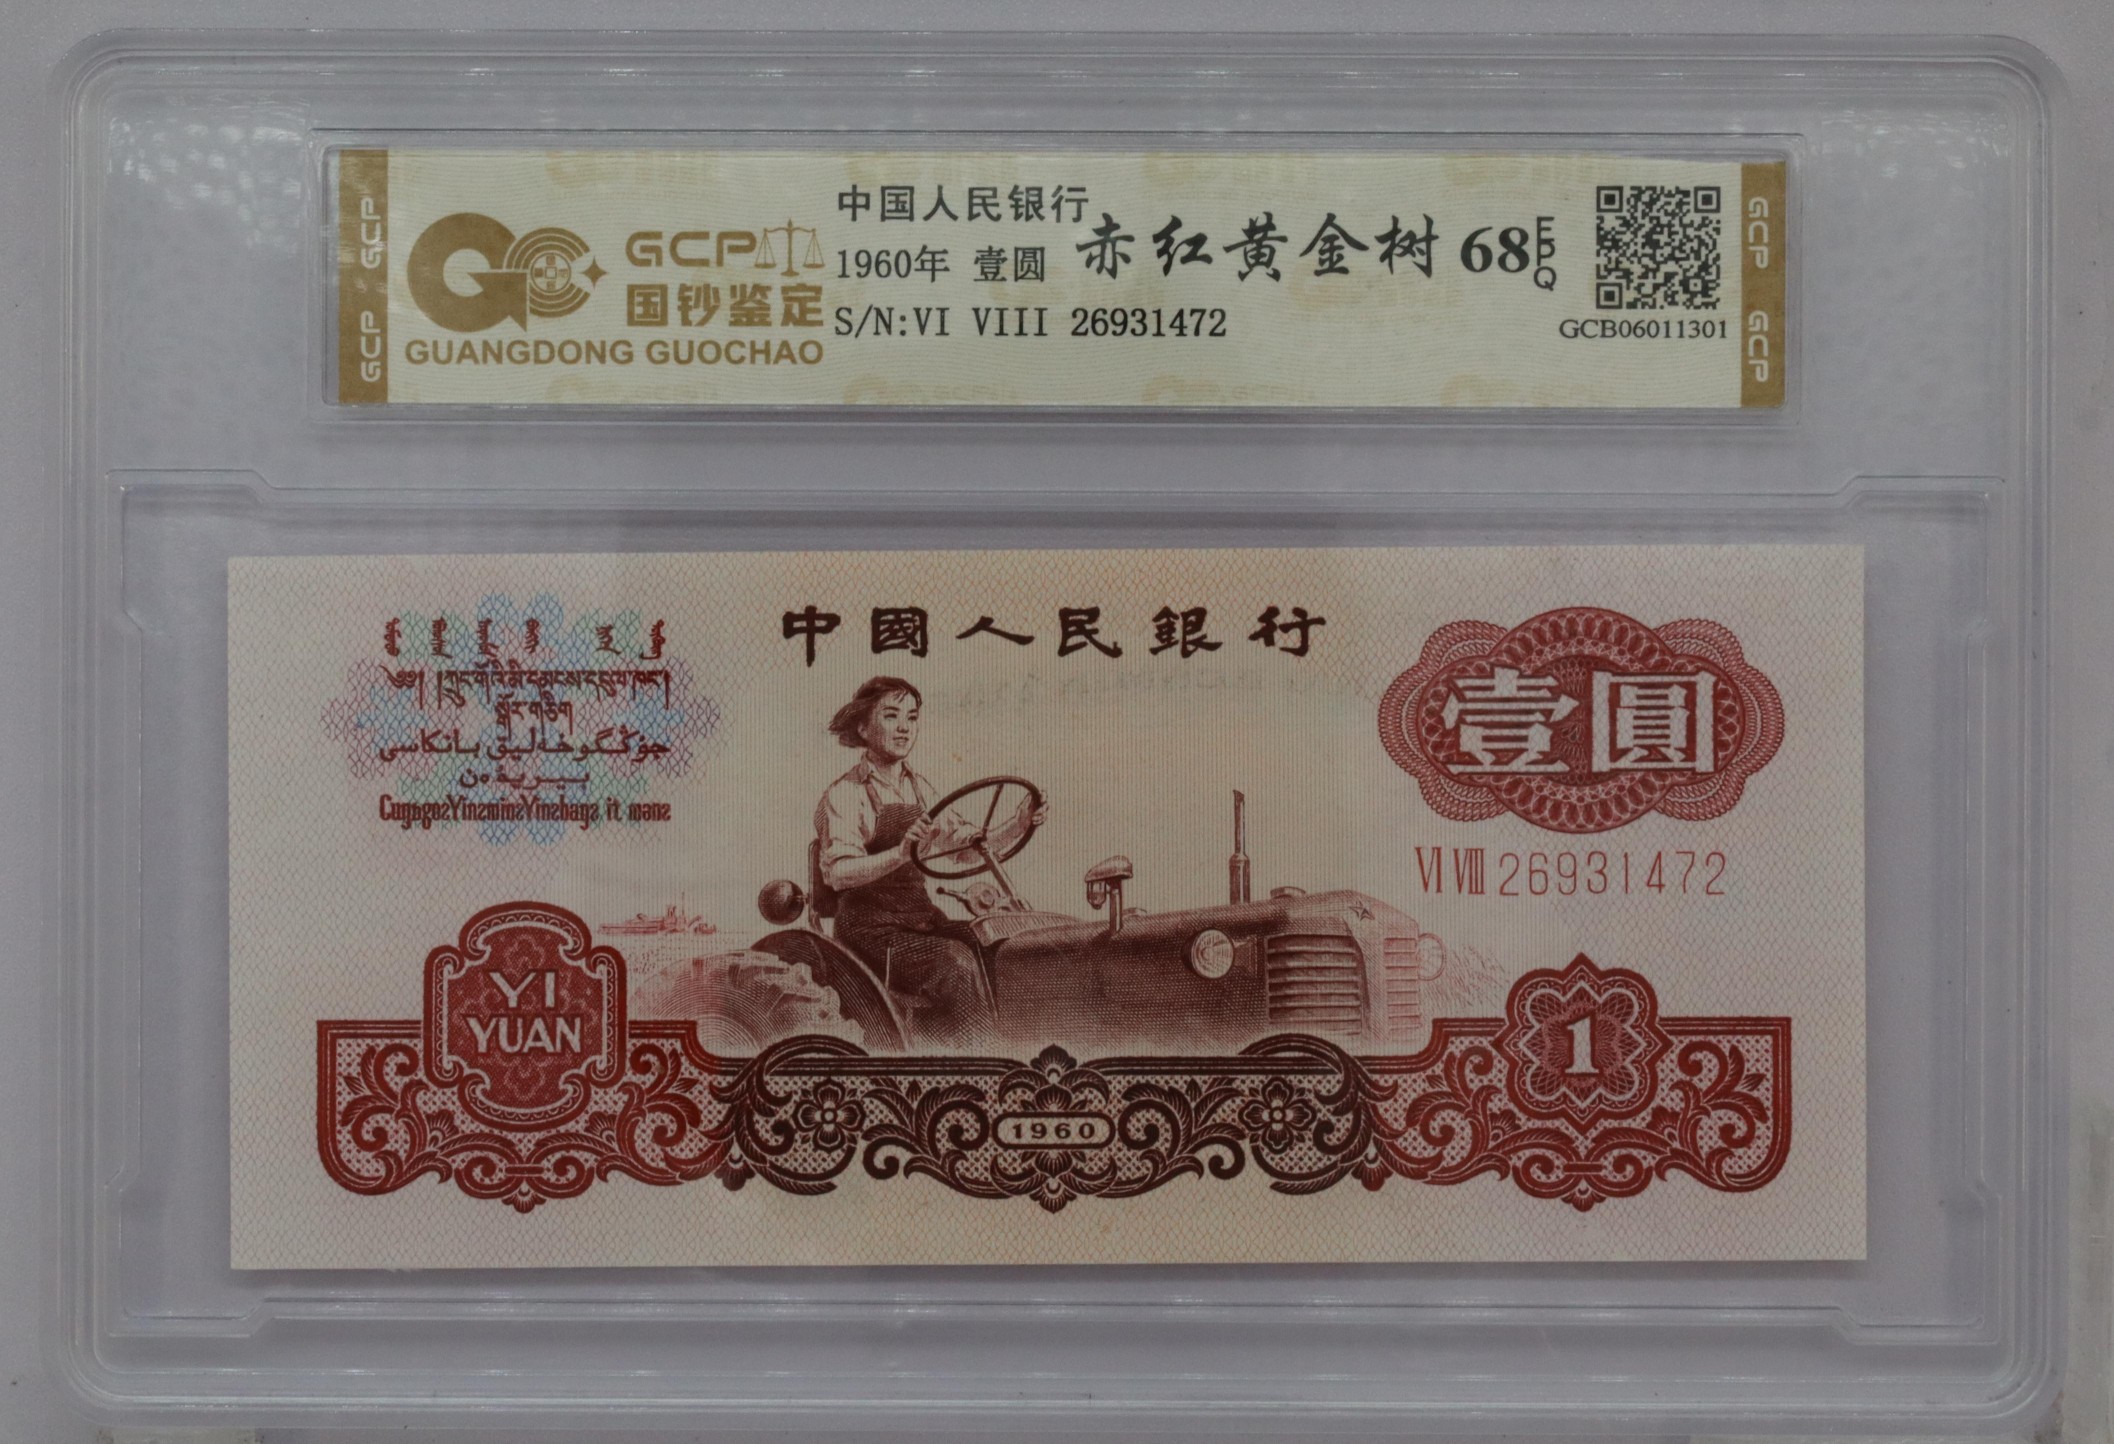 GCP GCP
GCP
国钞鉴定
GUANGDONG GUOCHAO
中国人民银行
1960年 壹圆
赤红黄金树 68 EPQ
S/N:VI VIII 26931472
GCB06011301
GCP GCP
中國人民銀行
壹圓
VI VIII 26931472
YI
YUAN
1960
1